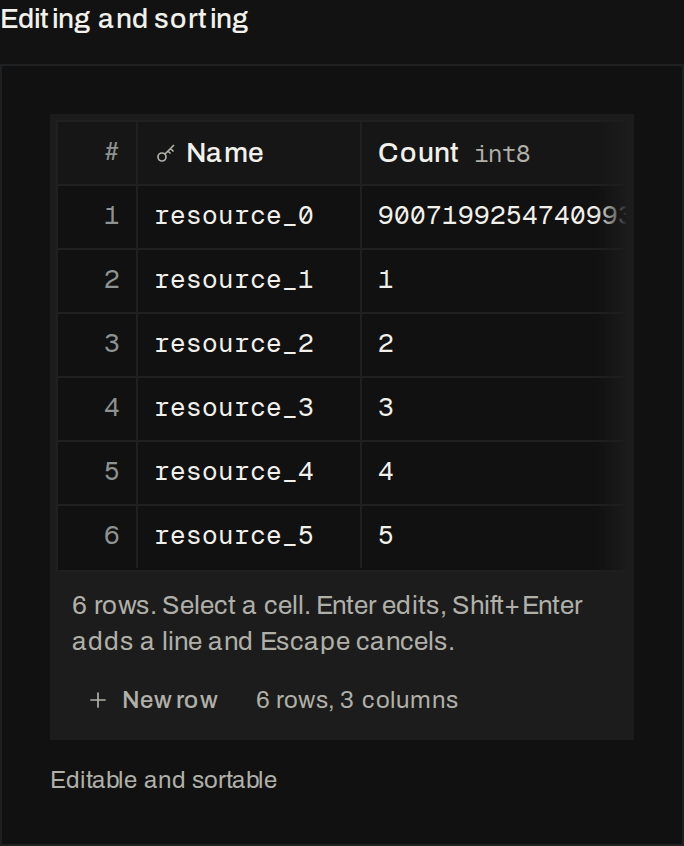 Editing and sorting
# Name Count int8
1 resource_0 9007199254740993
2 resource_1 1
3 resource_2 2
4 resource_3 3
5 resource_4 4
6 resource_5 5
6 rows. Select a cell. Enter edits, Shift+Enter
adds a line and Escape cancels.
+ New row 6 rows, 3 columns
Editable and sortable